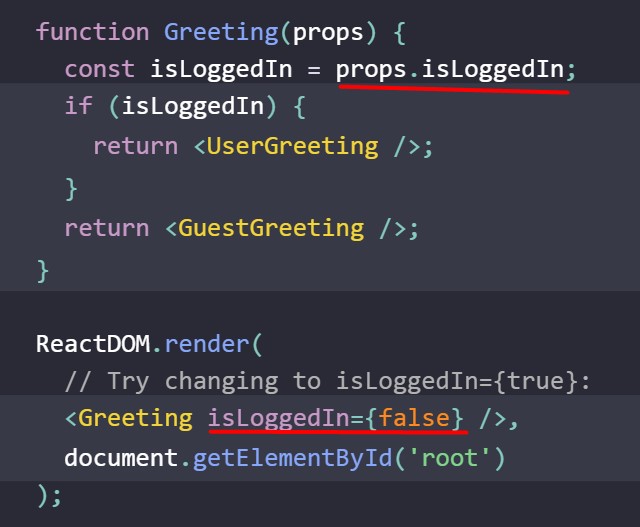 function Greeting(props) {
  const isLoggedIn = props.isLoggedIn;
  if (isLoggedIn) {
    return <UserGreeting />;
  }
  return <GuestGreeting />;
}

ReactDOM.render(
  // Try changing to isLoggedIn={true}:
  <Greeting isLoggedIn={false} />,
  document.getElementById('root')
);